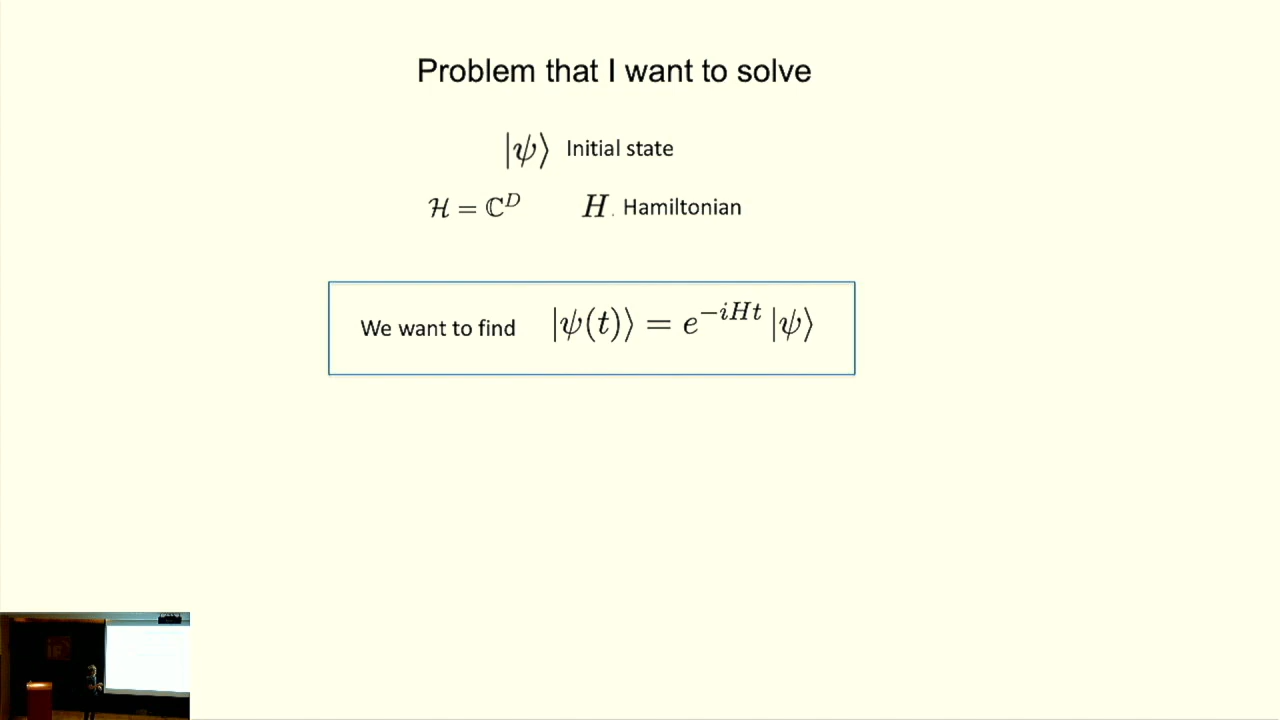 Problem that I want to solve
|ψ⟩ Initial state
ℋ = ℂ^D H. Hamiltonian
We want to find |ψ(t)⟩ = e^{-iHt} |ψ⟩